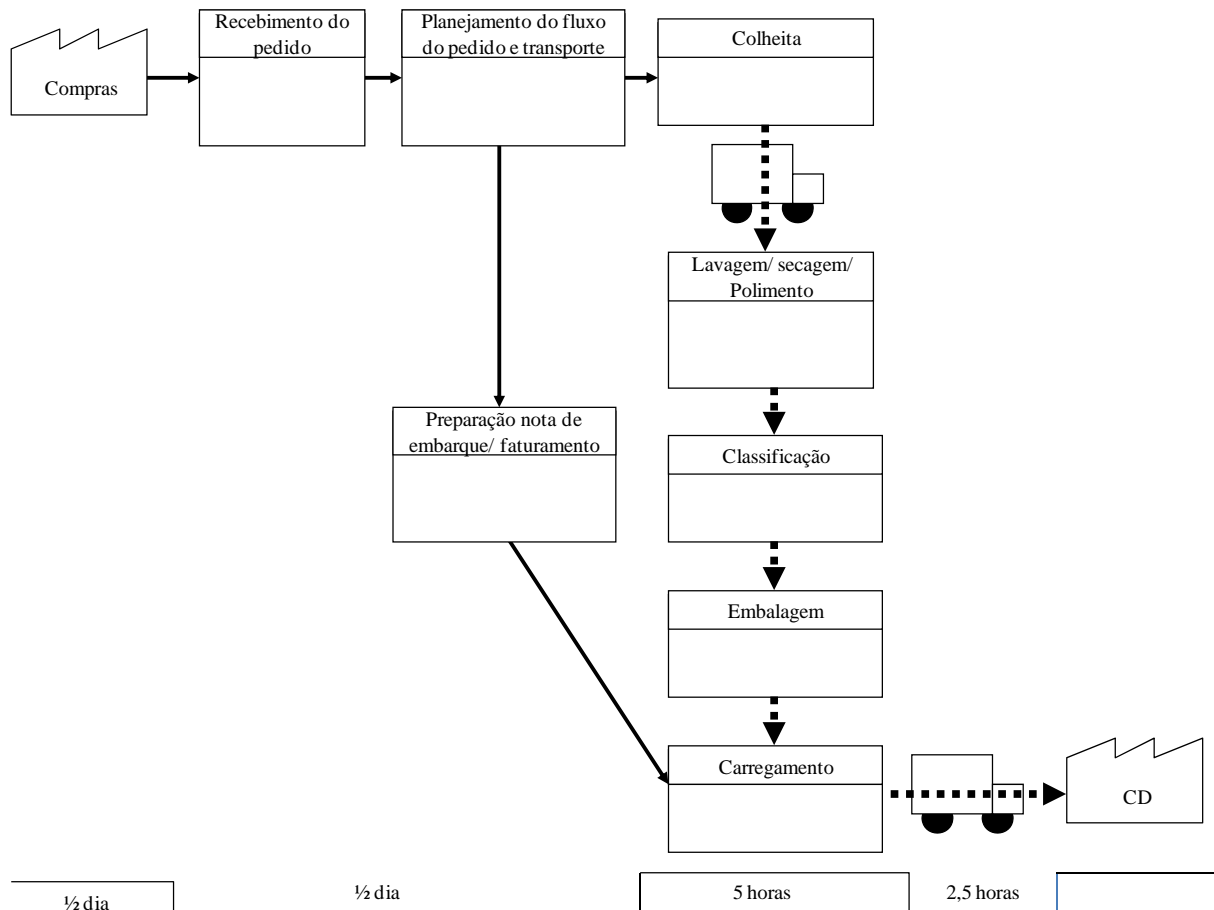 Compras
Recebimento do
pedido
Planejamento do fluxo
do pedido e transporte
Colheita
Lavagem/ secagem/
Polimento
Preparação nota de
embarque/ faturamento
Classificação
Embalagem
Carregamento
CD
½ dia
½ dia
5 horas
2,5 horas